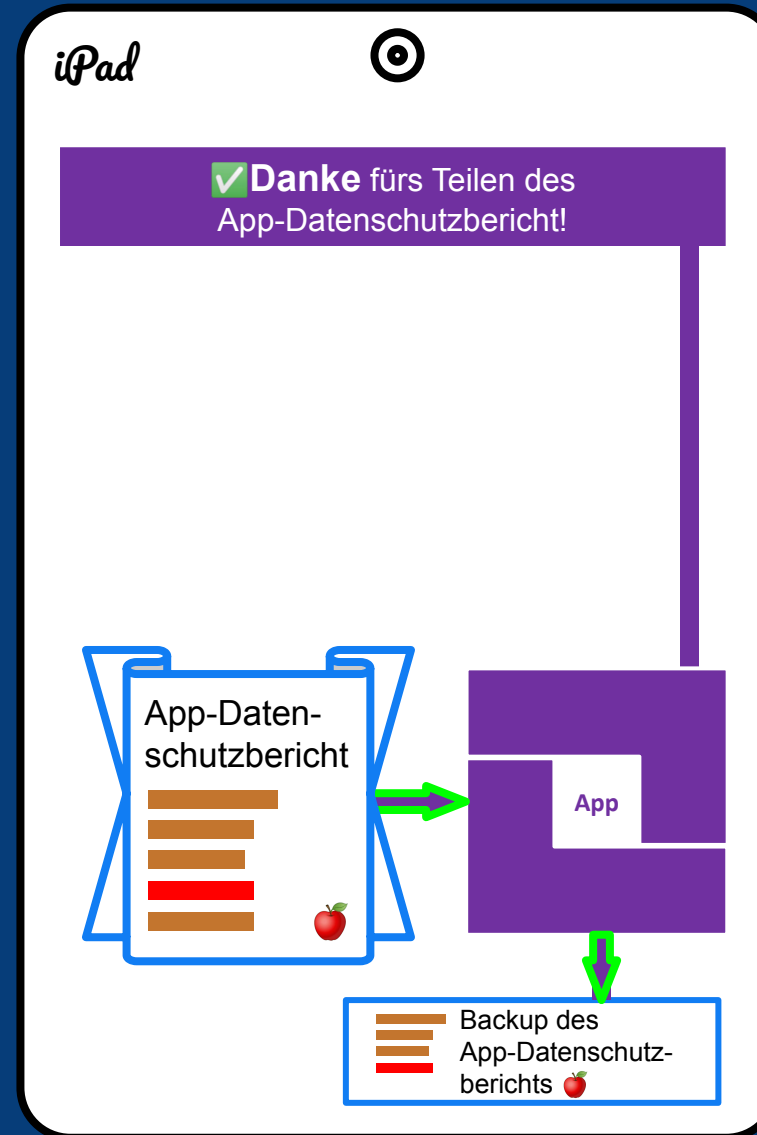 iPad
✅Danke fürs Teilen des
App-Datenschutzbericht!
App-Daten-
schutzbericht
App
Backup des
App-Datenschutz-
berichts